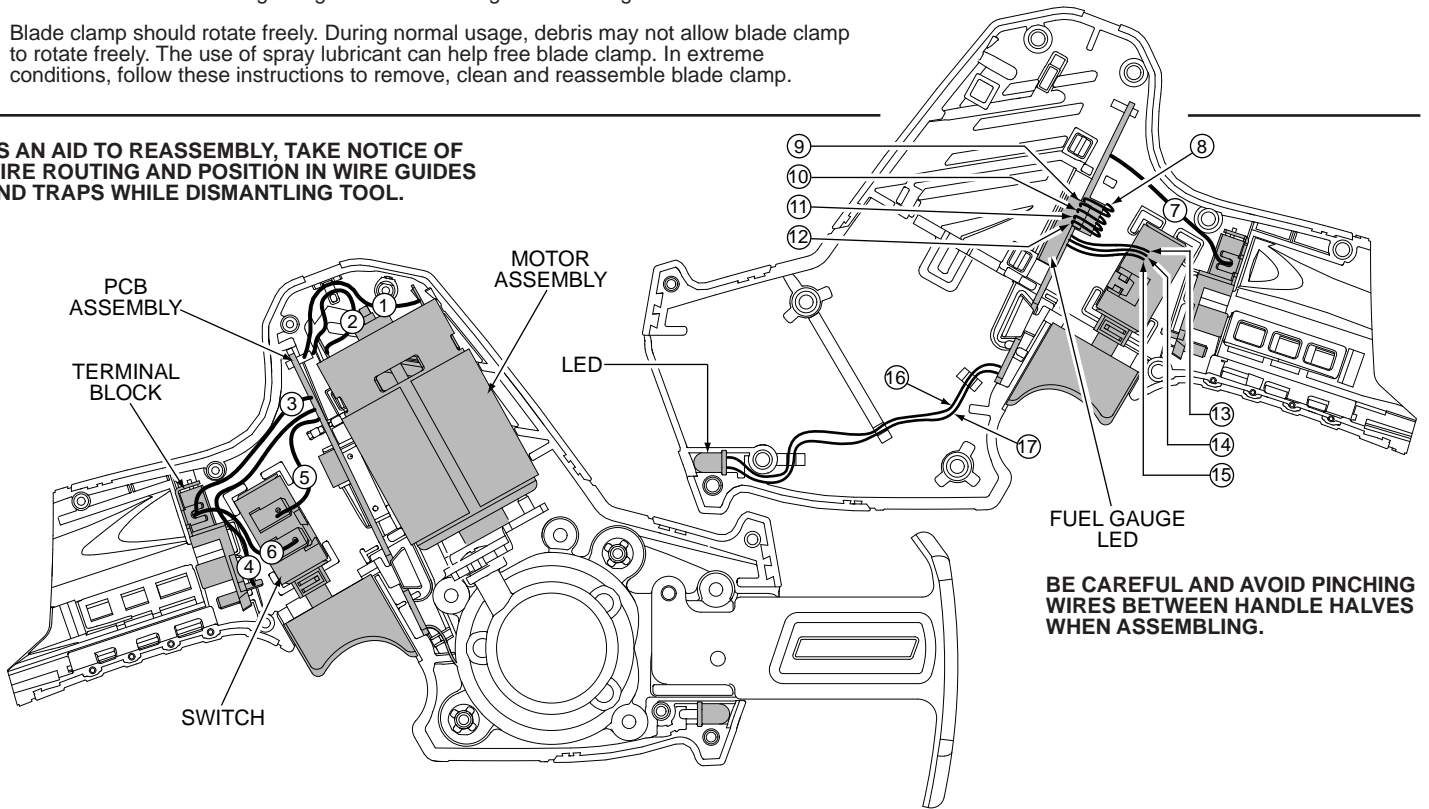 Blade clamp should rotate freely. During normal usage, debris may not allow blade clamp
to rotate freely. The use of spray lubricant can help free blade clamp. In extreme
conditions, follow these instructions to remove, clean and reassemble blade clamp.
S AN AID TO REASSEMBLY, TAKE NOTICE OF
IRE ROUTING AND POSITION IN WIRE GUIDES
ND TRAPS WHILE DISMANTLING TOOL.
9
10
11
12
8
7
MOTOR
ASSEMBLY
PCB
ASSEMBLY
1
2
TERMINAL
BLOCK
3
LED
16
17
13
14
15
5
6
4
FUEL GAUGE
LED
BE CAREFUL AND AVOID PINCHING
WIRES BETWEEN HANDLE HALVES
WHEN ASSEMBLING.
SWITCH